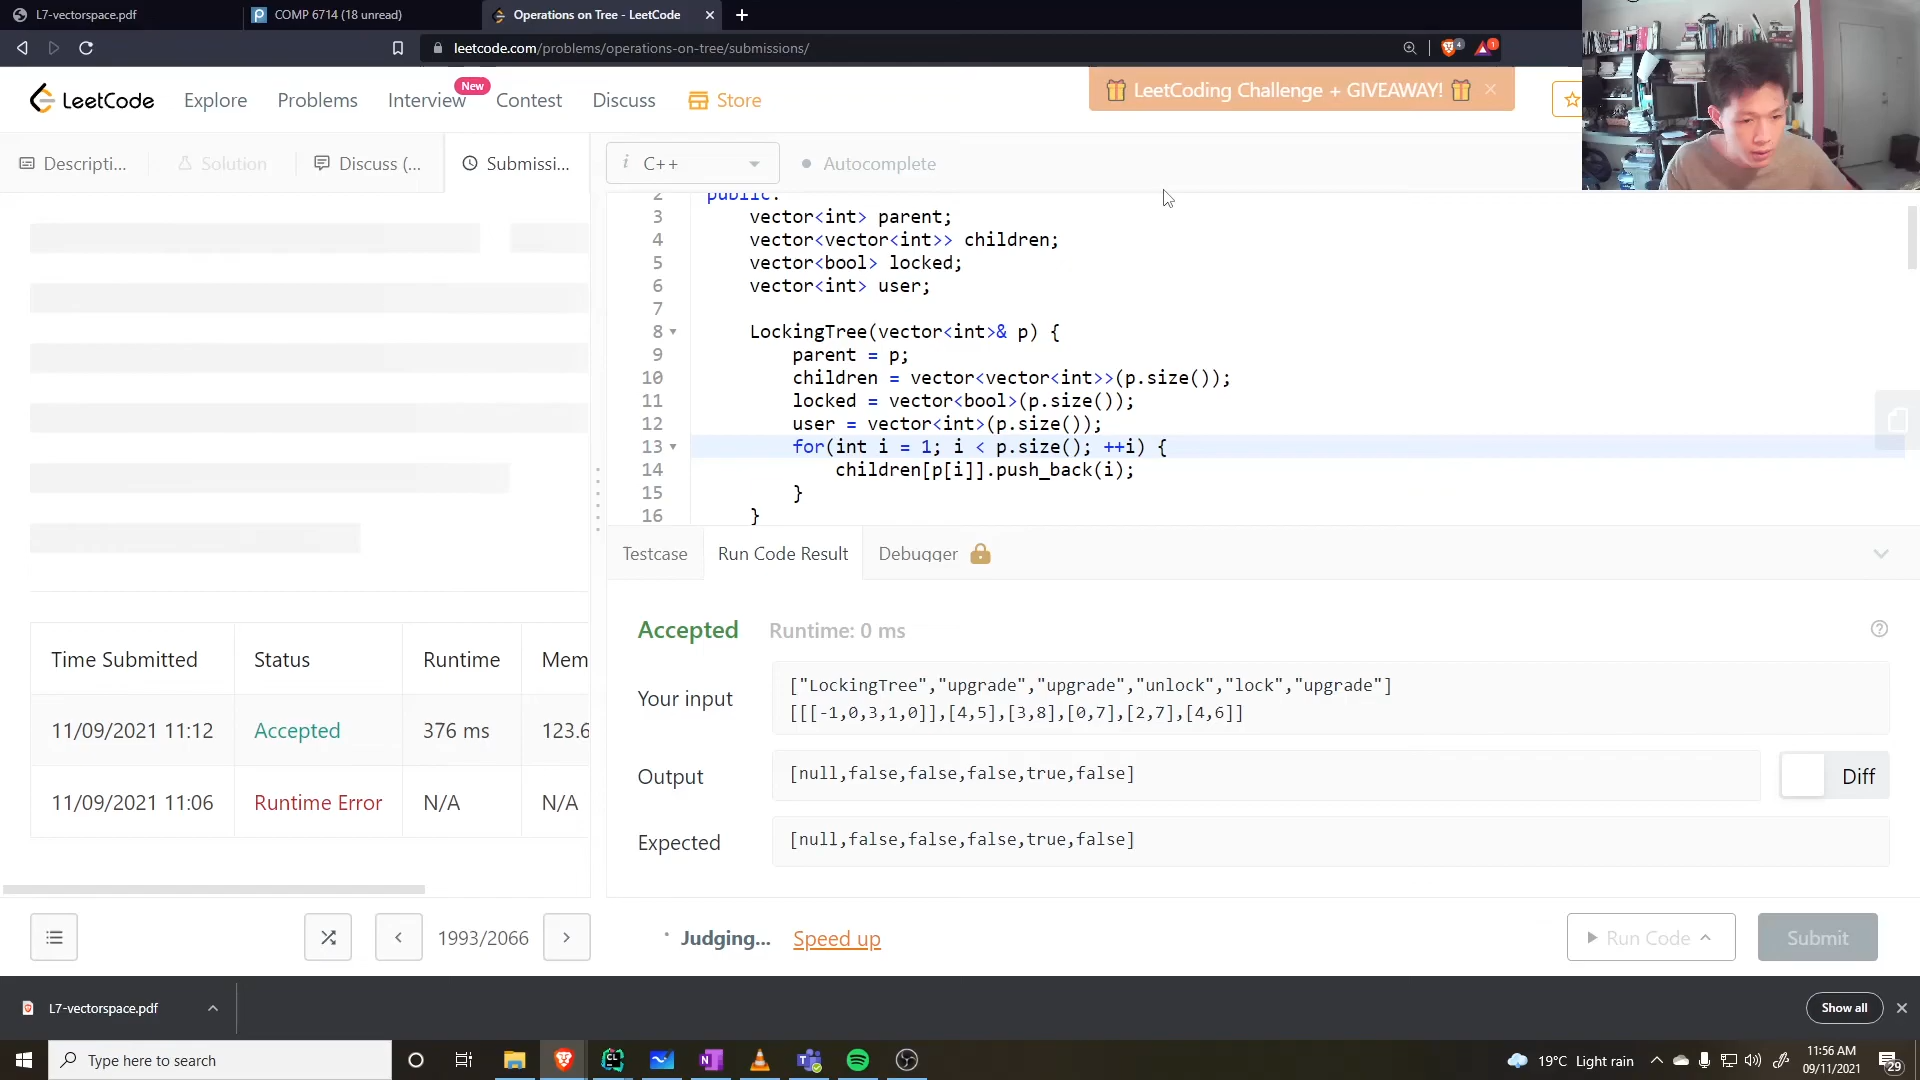 L7-vectorspace.pdf
COMP 6714 (18 unread)
Operations on Tree - LeetCode
leetcode.com/problems/operations-on-tree/submissions/
4
1
LeetCode
Explore
Problems
Interview
New
Contest
Discuss
Store
LeetCoding Challenge + GIVEAWAY!
Descripti...
Solution
Discuss (...
Submissi...
i C++
Autocomplete
2 public:
3 vector<int> parent;
4 vector<vector<int>> children;
5 vector<bool> locked;
6 vector<int> user;
7
8 LockingTree(vector<int>& p) {
9 parent = p;
10 children = vector<vector<int>>(p.size());
11 locked = vector<bool>(p.size());
12 user = vector<int>(p.size());
13 for(int i = 1; i < p.size(); ++i) {
14 children[p[i]].push_back(i);
15 }
16 }
Testcase
Run Code Result
Debugger
Accepted
Runtime: 0 ms
Your input
["LockingTree","upgrade","upgrade","unlock","lock","upgrade"]
[[[-1,0,3,1,0]],[4,5],[3,8],[0,7],[2,7],[4,6]]
Output
[null,false,false,false,true,false]
Diff
Expected
[null,false,false,false,true,false]
Time Submitted Status Runtime Mem
11/09/2021 11:12 Accepted 376 ms 123.6
11/09/2021 11:06 Runtime Error N/A N/A
1993/2066
Judging...
Speed up
Run Code
Submit
L7-vectorspace.pdf
Show all
Type here to search
19°C Light rain
11:56 AM
09/11/2021
29